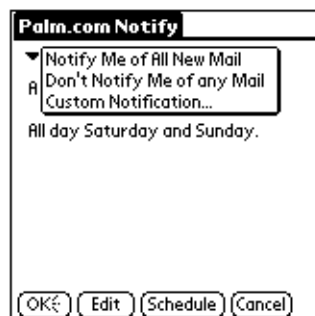 Palm.com Notify
Notify Me of All New Mail
Don't Notify Me of any Mail
A
Custom Notification...
All day Saturday and Sunday.
OK Edit Schedule Cancel